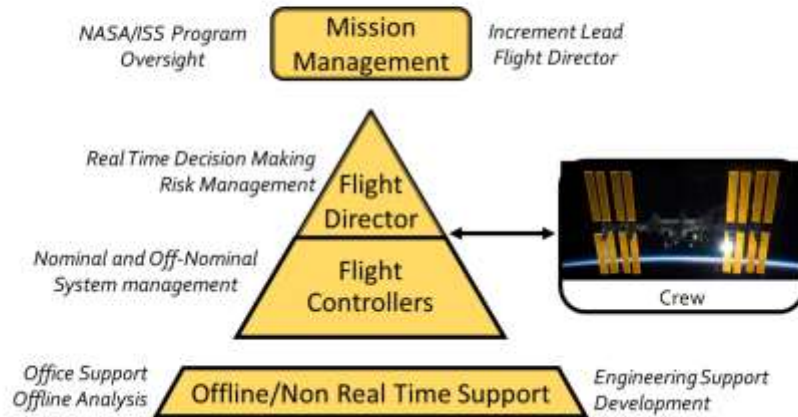 NASA/ISS Program
Oversight
Mission
Management
Increment Lead
Flight Director
Real Time Decision Making
Risk Management
Flight
Director
Nominal and Off-Nominal
System management
Flight
Controllers
Crew
Office Support
Offline Analysis
Offline/Non Real Time Support
Engineering Support
Development